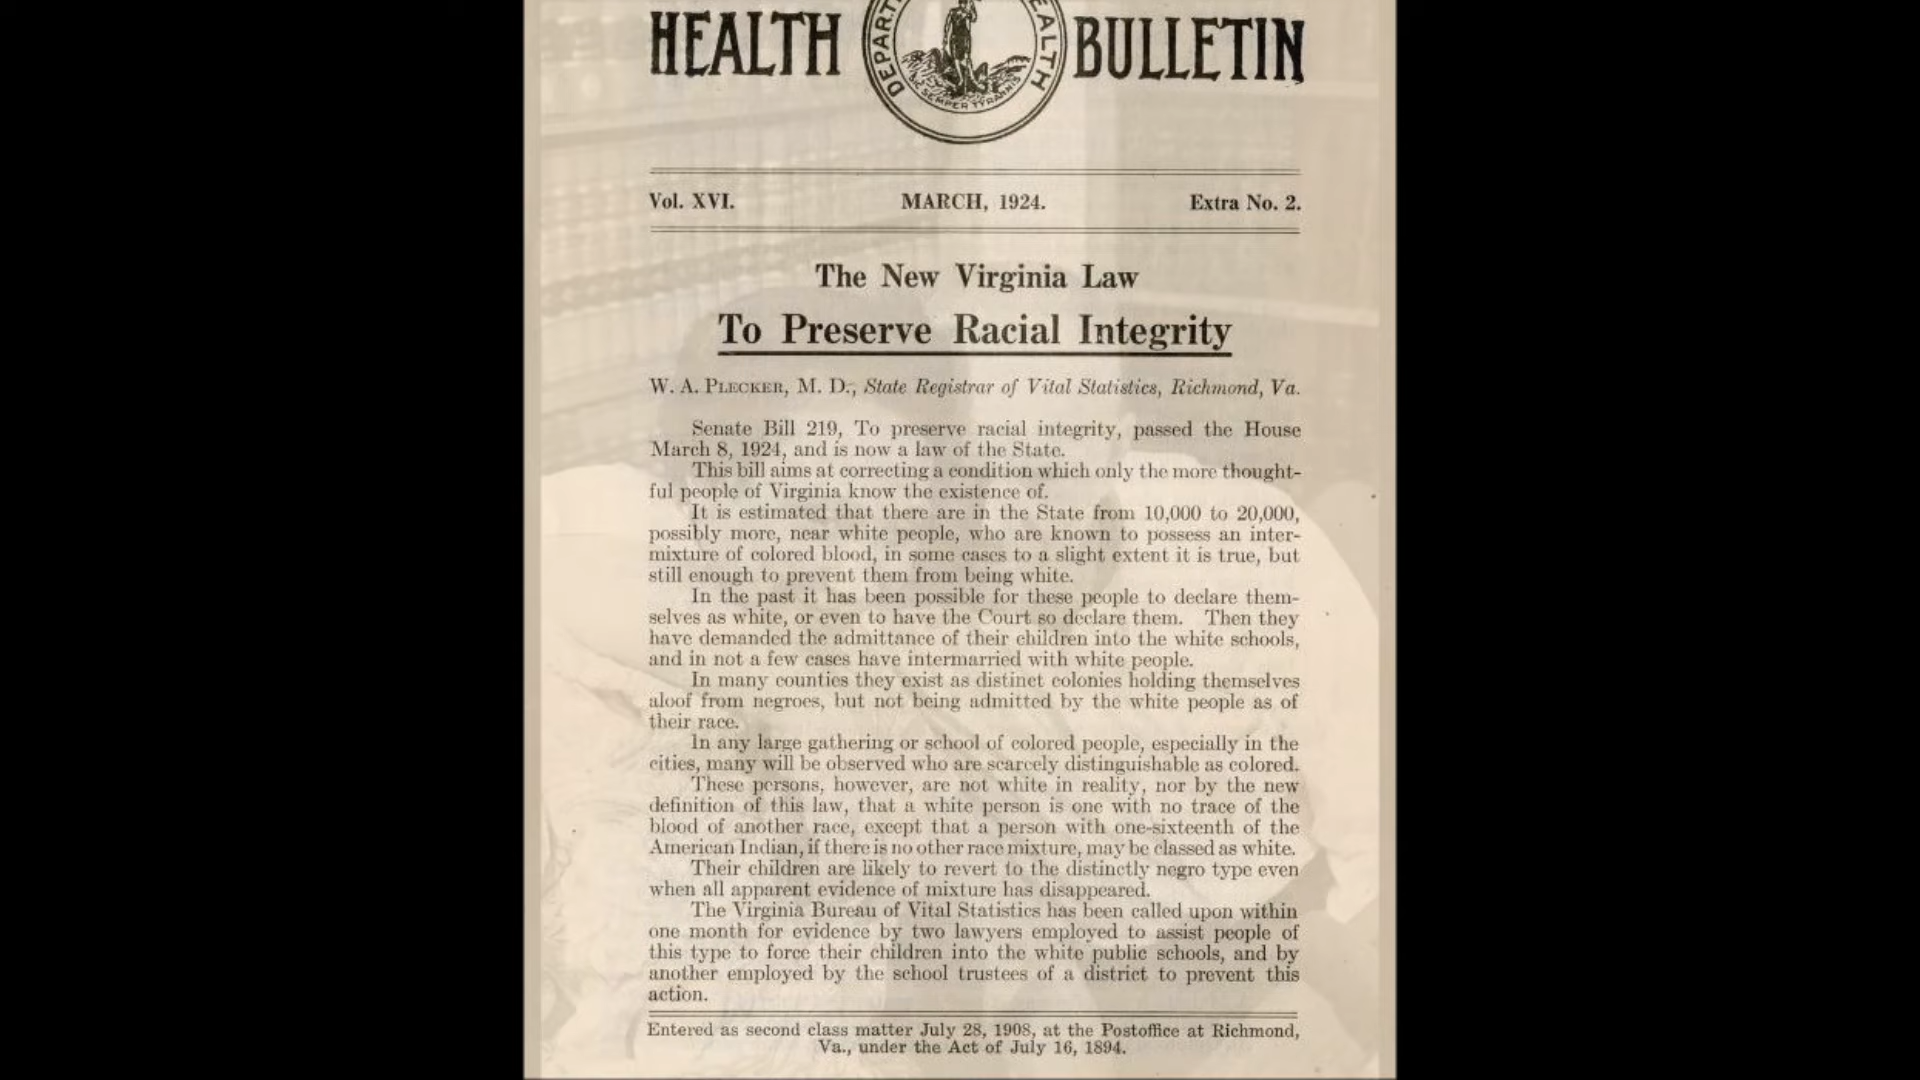 HEALTH BULLETIN
DEPART EALTH
SEMPER TYRANNIS
Vol. XVI. MARCH, 1924. Extra No. 2.
The New Virginia Law
To Preserve Racial Integrity
W. A. PLECKER, M. D., State Registrar of Vital Statistics, Richmond, Va.
Senate Bill 219, To preserve racial integrity, passed the House
March 8, 1924, and is now a law of the State.
This bill aims at correcting a condition which only the more thought-
ful people of Virginia know the existence of.
It is estimated that there are in the State from 10,000 to 20,000,
possibly more, near white people, who are known to possess an inter-
mixture of colored blood, in some cases to a slight extent it is true, but
still enough to prevent them from being white.
In the past it has been possible for these people to declare them-
selves as white, or even to have the Court so declare them. Then they
have demanded the admittance of their children into the white schools,
and in not a few cases have intermarried with white people.
In many counties they exist as distinct colonies holding themselves
aloof from negroes, but not being admitted by the white people as of
their race.
In any large gathering or school of colored people, especially in the
cities, many will be observed who are scarcely distinguishable as colored.
These persons, however, are not white in reality, nor by the new
definition of this law, that a white person is one with no trace of the
blood of another race, except that a person with one-sixteenth of the
American Indian, if there is no other race mixture, may be classed as white.
Their children are likely to revert to the distinctly negro type even
when all apparent evidence of mixture has disappeared.
The Virginia Bureau of Vital Statistics has been called upon within
one month for evidence by two lawyers employed to assist people of
this type to force their children into the white public schools, and by
another employed by the school trustees of a district to prevent this
action.
Entered as second class matter July 28, 1908, at the Postoffice at Richmond,
Va., under the Act of July 16, 1894.